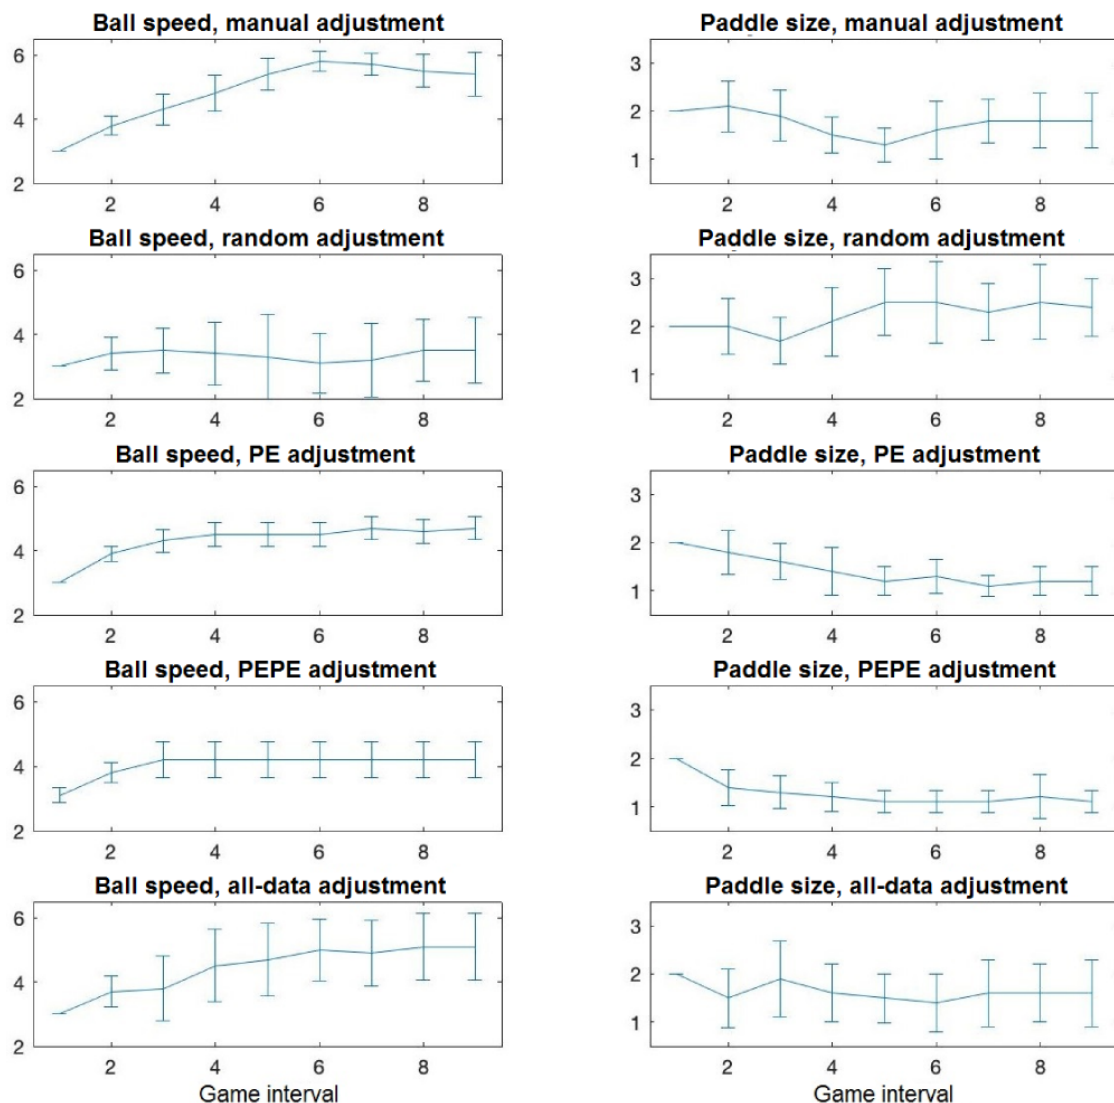 Ball speed, manual adjustment
6
4
2
2 4 6 8
Paddle size, manual adjustment
3
2
1
2 4 6 8
Ball speed, random adjustment
6
4
2
2 4 6 8
Paddle size, random adjustment
3
2
1
2 4 6 8
Ball speed, PE adjustment
6
4
2
2 4 6 8
Paddle size, PE adjustment
3
2
1
2 4 6 8
Ball speed, PEPE adjustment
6
4
2
2 4 6 8
Paddle size, PEPE adjustment
3
2
1
2 4 6 8
Ball speed, all-data adjustment
6
4
2
2 4 6 8
Game interval
Paddle size, all-data adjustment
3
2
1
2 4 6 8
Game interval